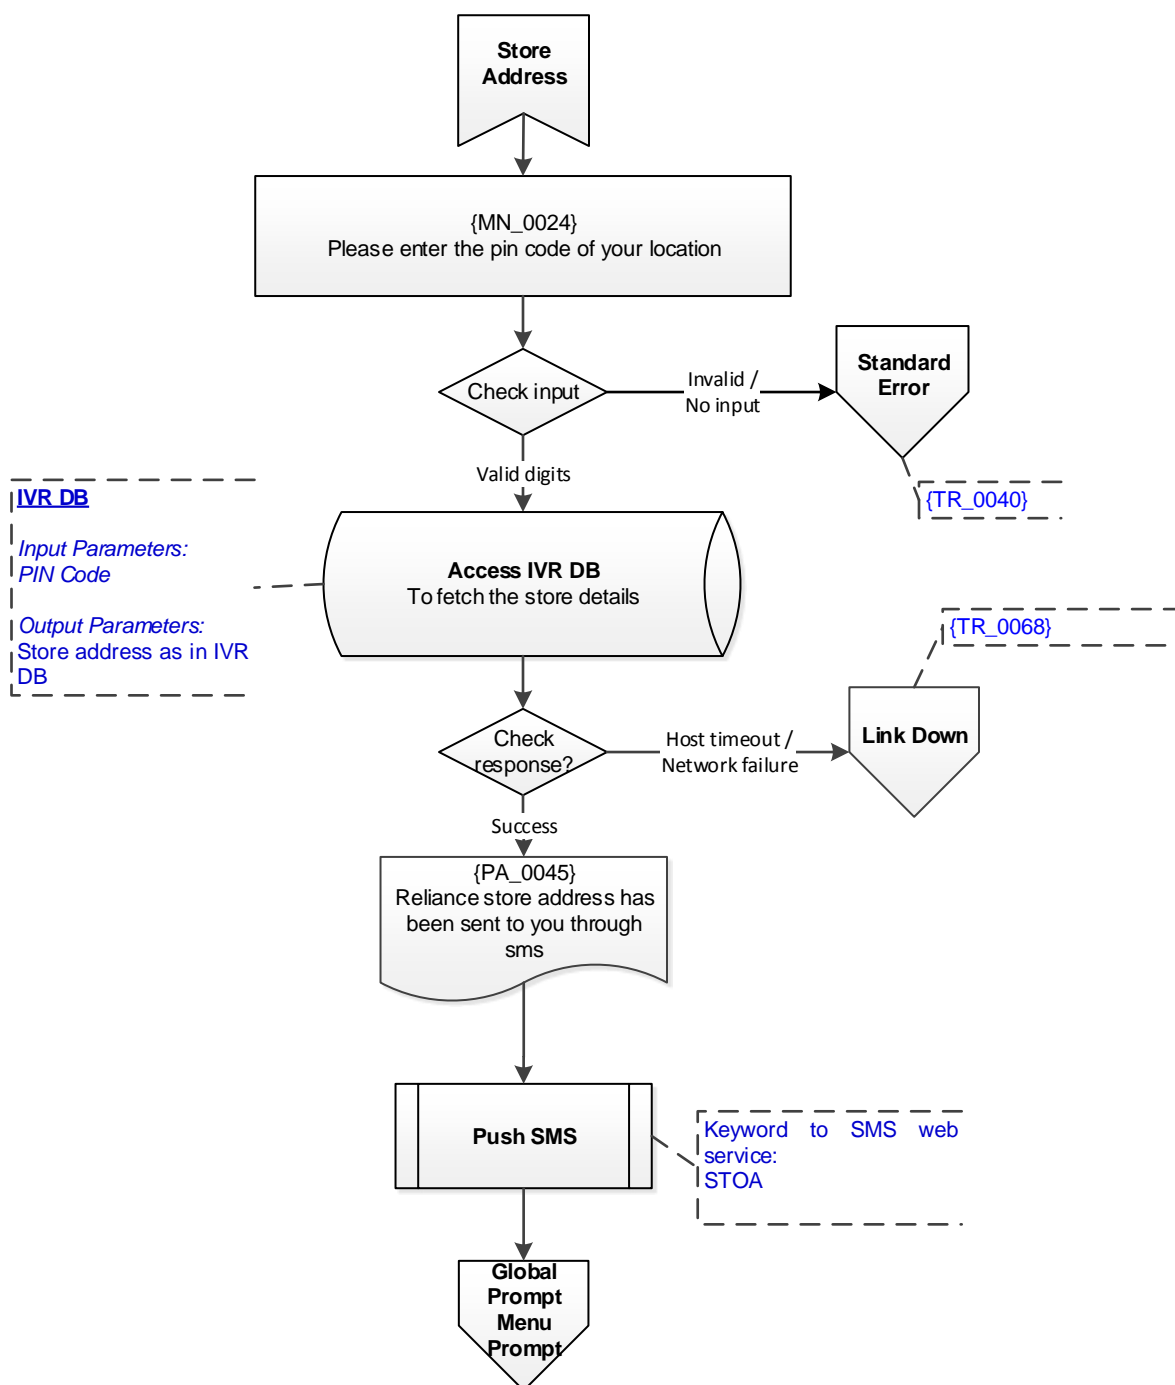 Store
Address
{MN_0024}
Please enter the pin code of your location
Check input
Invalid /
No input
Standard
Error
{TR_0040}
Valid digits
IVR DB
Input Parameters:
PIN Code
Output Parameters:
Store address as in IVR
DB
Access IVR DB
To fetch the store details
{TR_0068}
Check
response?
Host timeout /
Network failure
Link Down
Success
{PA_0045}
Reliance store address has
been sent to you through
sms
Push SMS
Keyword to SMS web
service:
STOA
Global
Prompt
Menu
Prompt